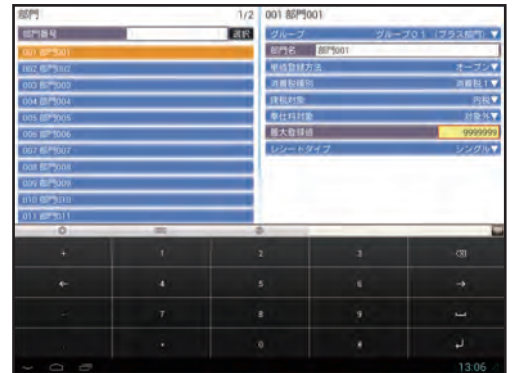 部門 1/2
部門番号 選択
001 部門001
002 部門002
003 部門003
004 部門004
005 部門005
006 部門006
007 部門007
008 部門008
009 部門009
010 部門010
011 部門011
001 部門001
グループ グループ01 (プラス部門) ▼
部門名 部門001
単価登録方法 オープン▼
消費税種別 消費税1▼
課税対象 内税▼
奉仕料対象 対象外▼
最大登録値 9999999
レシートタイプ シングル▼
+ 1 2 3
← 4 5 6 →
- 7 8 9
. 0
13:06